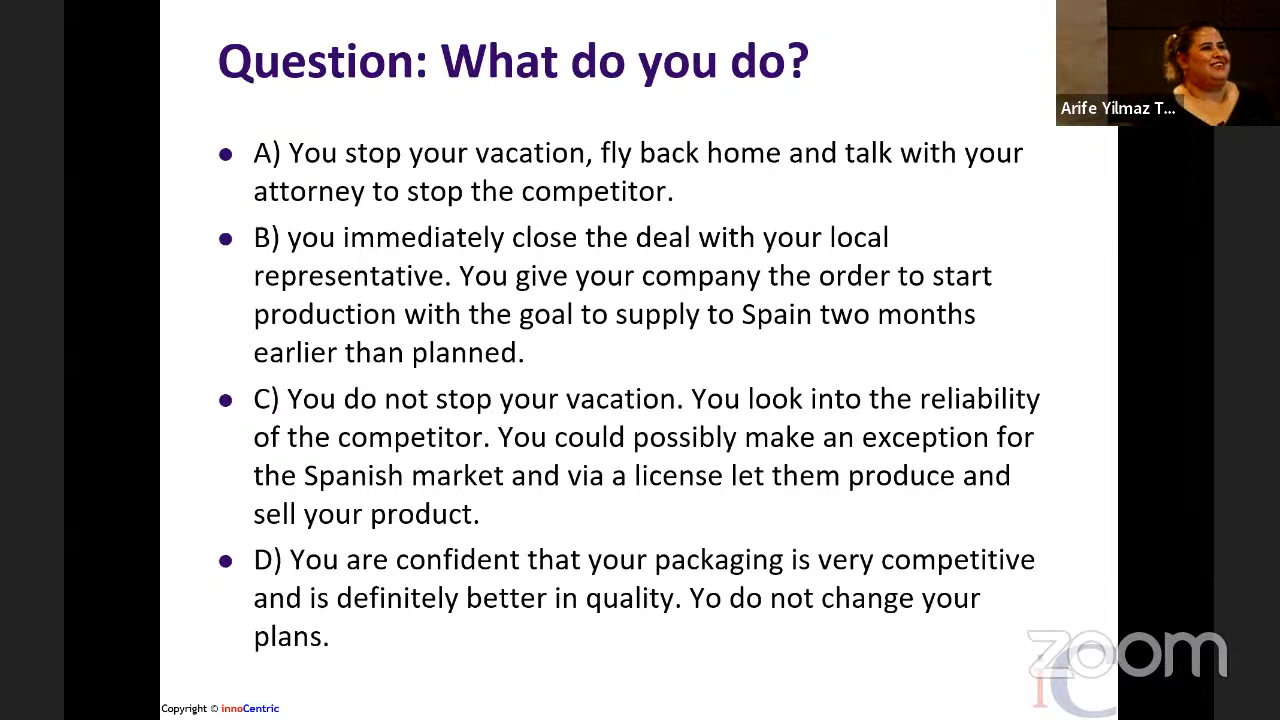 Question: What do you do?
Arife Yilmaz T...
● A) You stop your vacation, fly back home and talk with your
attorney to stop the competitor.
● B) you immediately close the deal with your local
representative. You give your company the order to start
production with the goal to supply to Spain two months
earlier than planned.
● C) You do not stop your vacation. You look into the reliability
of the competitor. You could possibly make an exception for
the Spanish market and via a license let them produce and
sell your product.
● D) You are confident that your packaging is very competitive
and is definitely better in quality. Yo do not change your
plans.
zoom
iC
Copyright © innoCentric